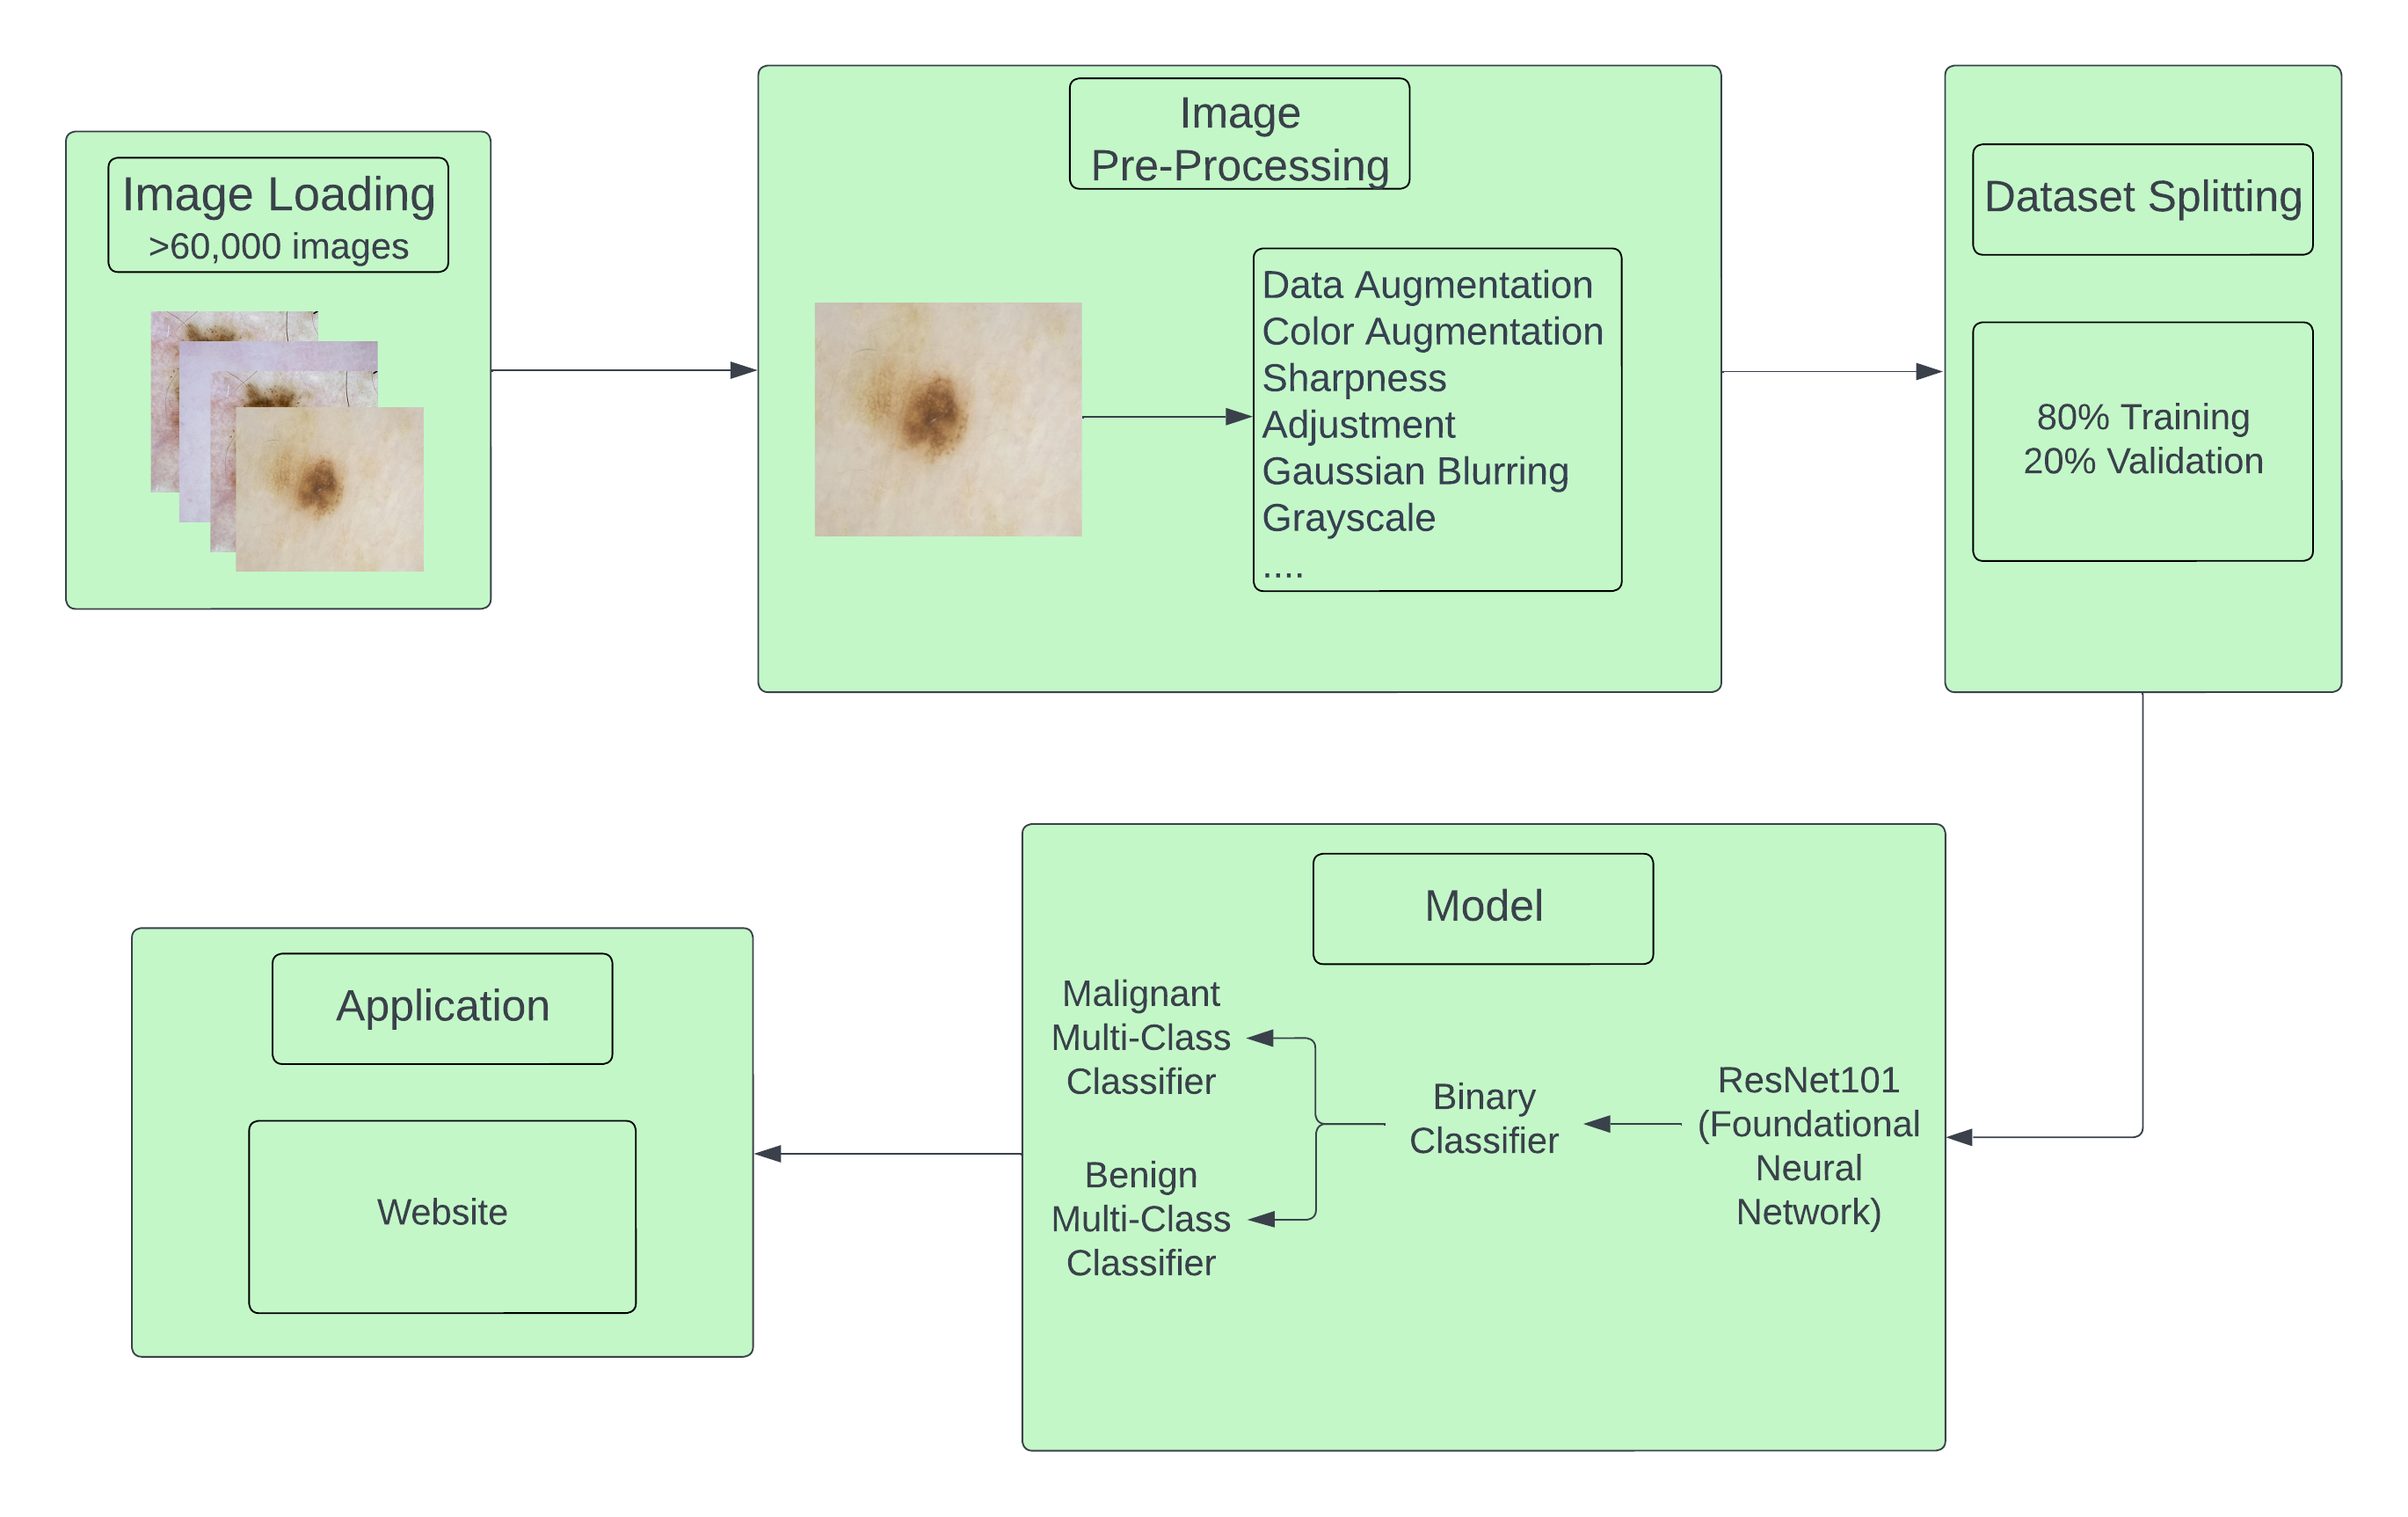 Image Loading
>60,000 images
Image
Pre-Processing
Data Augmentation
Color Augmentation
Sharpness
Adjustment
Gaussian Blurring
Grayscale
....
Dataset Splitting
80% Training
20% Validation
Model
ResNet101
(Foundational
Neural
Network)
Binary
Classifier
Malignant
Multi-Class
Classifier
Benign
Multi-Class
Classifier
Application
Website